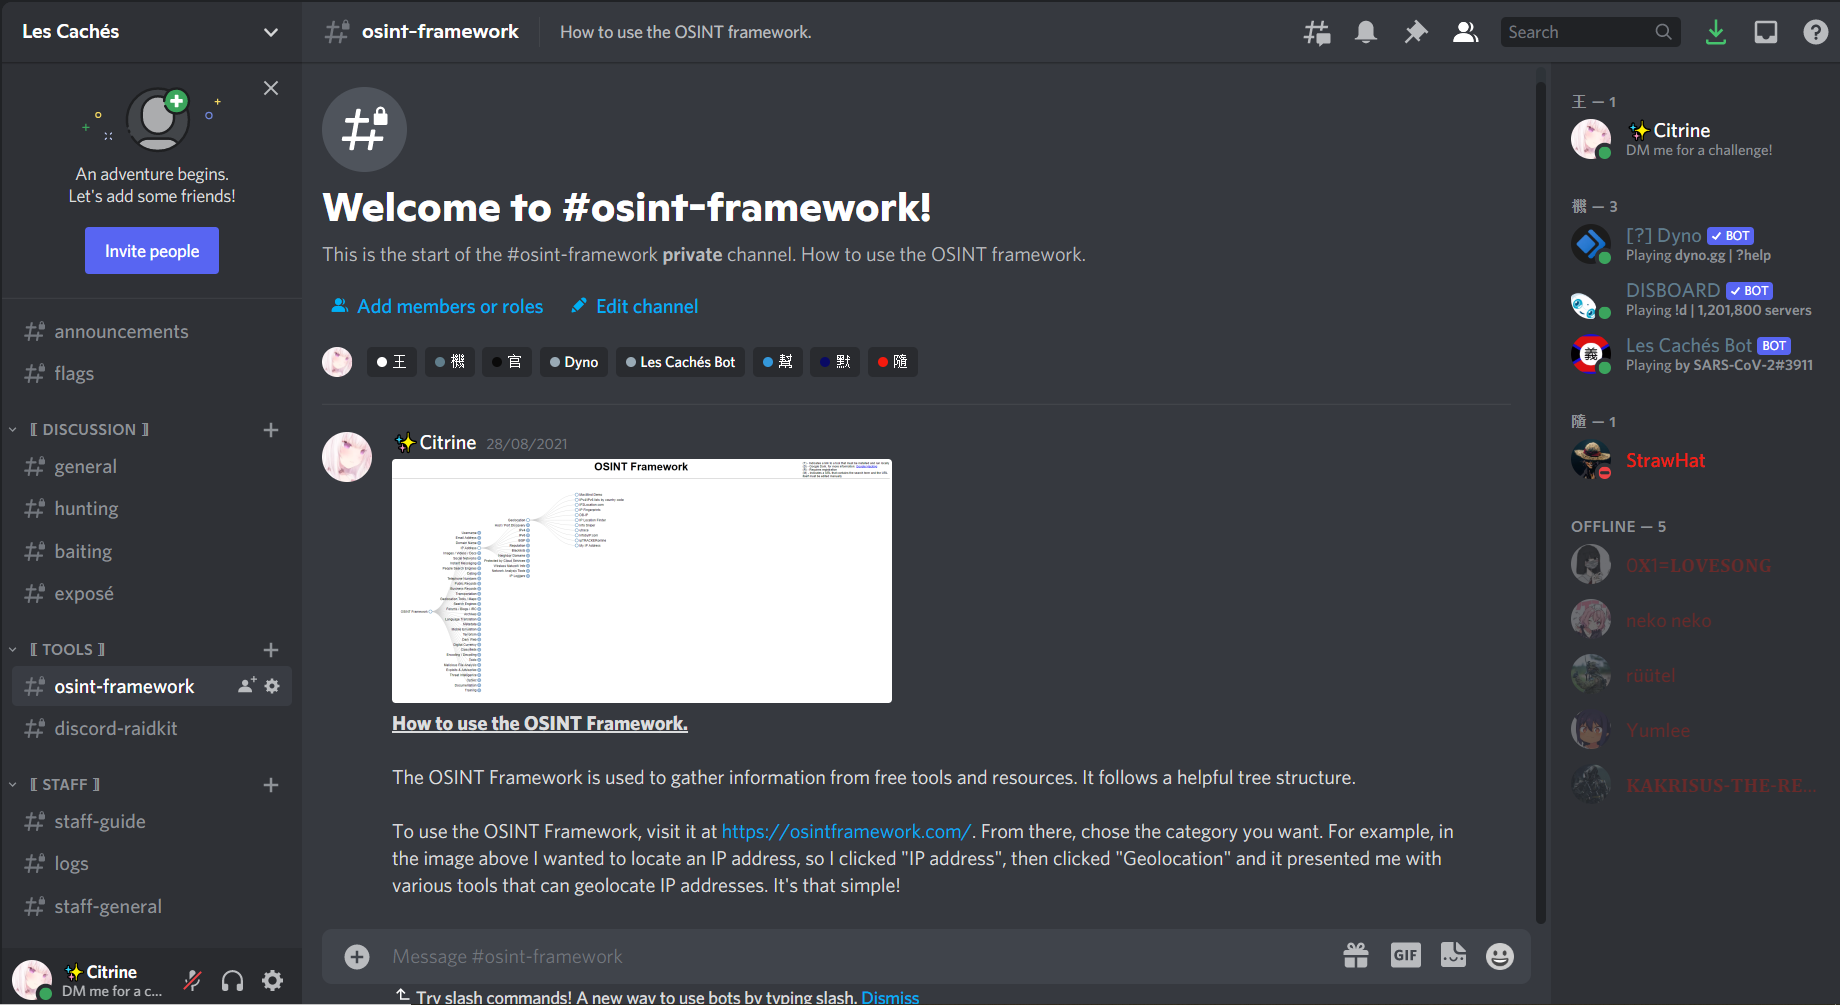 Les Cachés
An adventure begins.
Let's add some friends!
Invite people
announcements
flags
⟦ DISCUSSION ⟧
general
hunting
baiting
exposé
⟦ TOOLS ⟧
osint-framework
discord-raidkit
⟦ STAFF ⟧
staff-guide
logs
staff-general
✨Citrine
DM me for a c...
osint-framework
How to use the OSINT framework.
Search
Welcome to #osint-framework!
This is the start of the #osint-framework private channel. How to use the OSINT framework.
Add members or roles
Edit channel
王 機 官 Dyno Les Cachés Bot 幫 默 隨
✨Citrine 28/08/2021
OSINT Framework
Geolocation
IP Address
OSINT Framework
How to use the OSINT Framework.
The OSINT Framework is used to gather information from free tools and resources. It follows a helpful tree structure.
To use the OSINT Framework, visit it at https://osintframework.com/. From there, chose the category you want. For example, in
the image above I wanted to locate an IP address, so I clicked "IP address", then clicked "Geolocation" and it presented me with
various tools that can geolocate IP addresses. It's that simple!
Message #osint-framework
GIF
Try slash commands! A new way to use bots by typing slash. Dismiss
王 — 1
✨Citrine
DM me for a challenge!
機 — 3
[?] Dyno BOT
Playing dyno.gg | ?help
DISBOARD BOT
Playing !d | 1,201,800 servers
義
Les Cachés Bot BOT
Playing by SARS-CoV-2#3911
隨 — 1
StrawHat
OFFLINE — 5
0X1=LOVESONG
neko neko
rüütel
Yumlee
KAKRISUS-THE-RE...